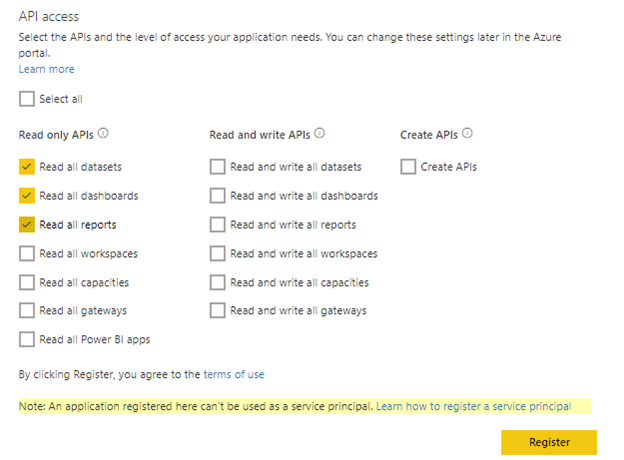 API access
Select the APIs and the level of access your application needs. You can change these settings later in the Azure
portal.
Learn more
Select all
Read only APIs
Read and write APIs
Create APIs
Read all datasets
Read and write all datasets
Create APIs
Read all dashboards
Read and write all dashboards
Read all reports
Read and write all reports
Read all workspaces
Read and write all workspaces
Read all capacities
Read and write all capacities
Read all gateways
Read and write all gateways
Read all Power BI apps
By clicking Register, you agree to the terms of use
Note: An application registered here can't be used as a service principal. Learn how to register a service principal
Register